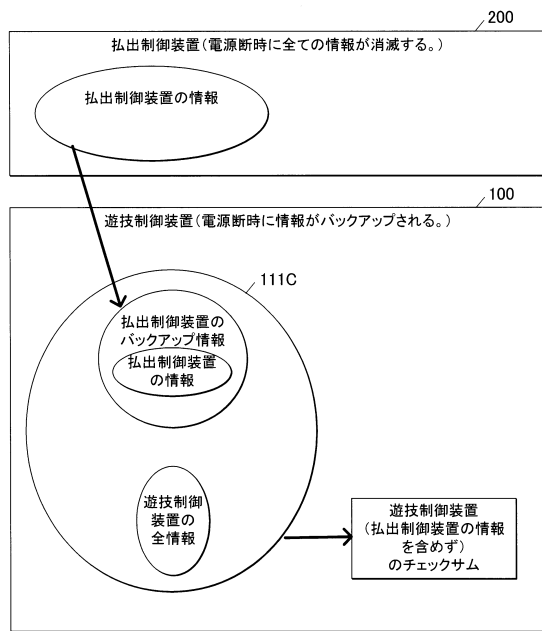 200
払出制御装置(電源断時に全ての情報が消滅する。)
払出制御装置の情報
100
遊技制御装置(電源断時に情報がバックアップされる。)
111C
払出制御装置の
バックアップ情報
払出制御装置
の情報
遊技制御
装置の
全情報
遊技制御装置
(払出制御装置の情報
を含めず)
のチェックサム